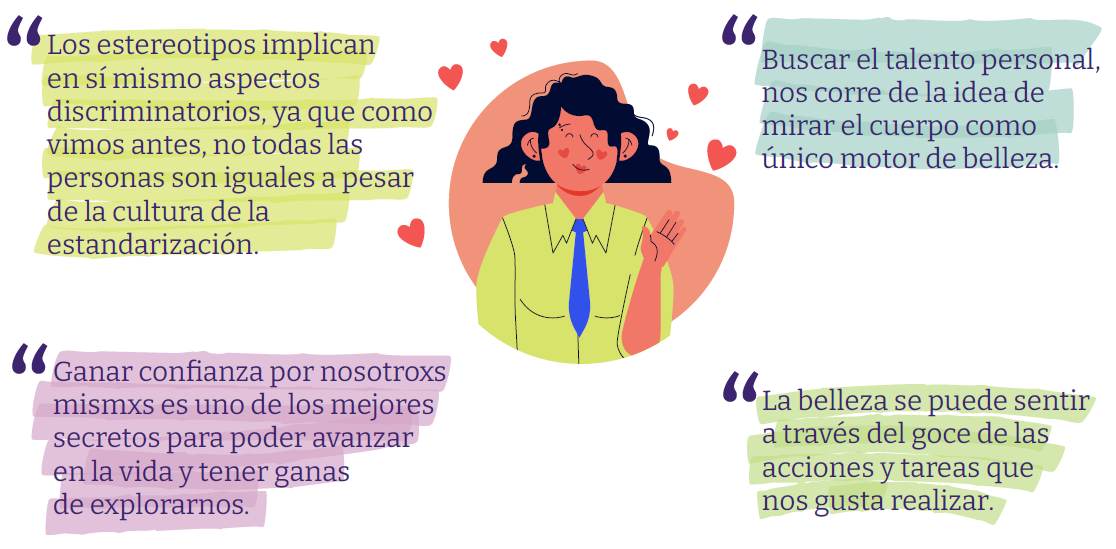 “Los estereotipos implican
en sí mismo aspectos
discriminatorios, ya que como
vimos antes, no todas las
personas son iguales a pesar
de la cultura de la
estandarización.
“Buscar el talento personal,
nos corre de la idea de
mirar el cuerpo como
único motor de belleza.
“Ganar confianza por nosotroxs
mismxs es uno de los mejores
secretos para poder avanzar
en la vida y tener ganas
de explorarnos.
“La belleza se puede sentir
a través del goce de las
acciones y tareas que
nos gusta realizar.